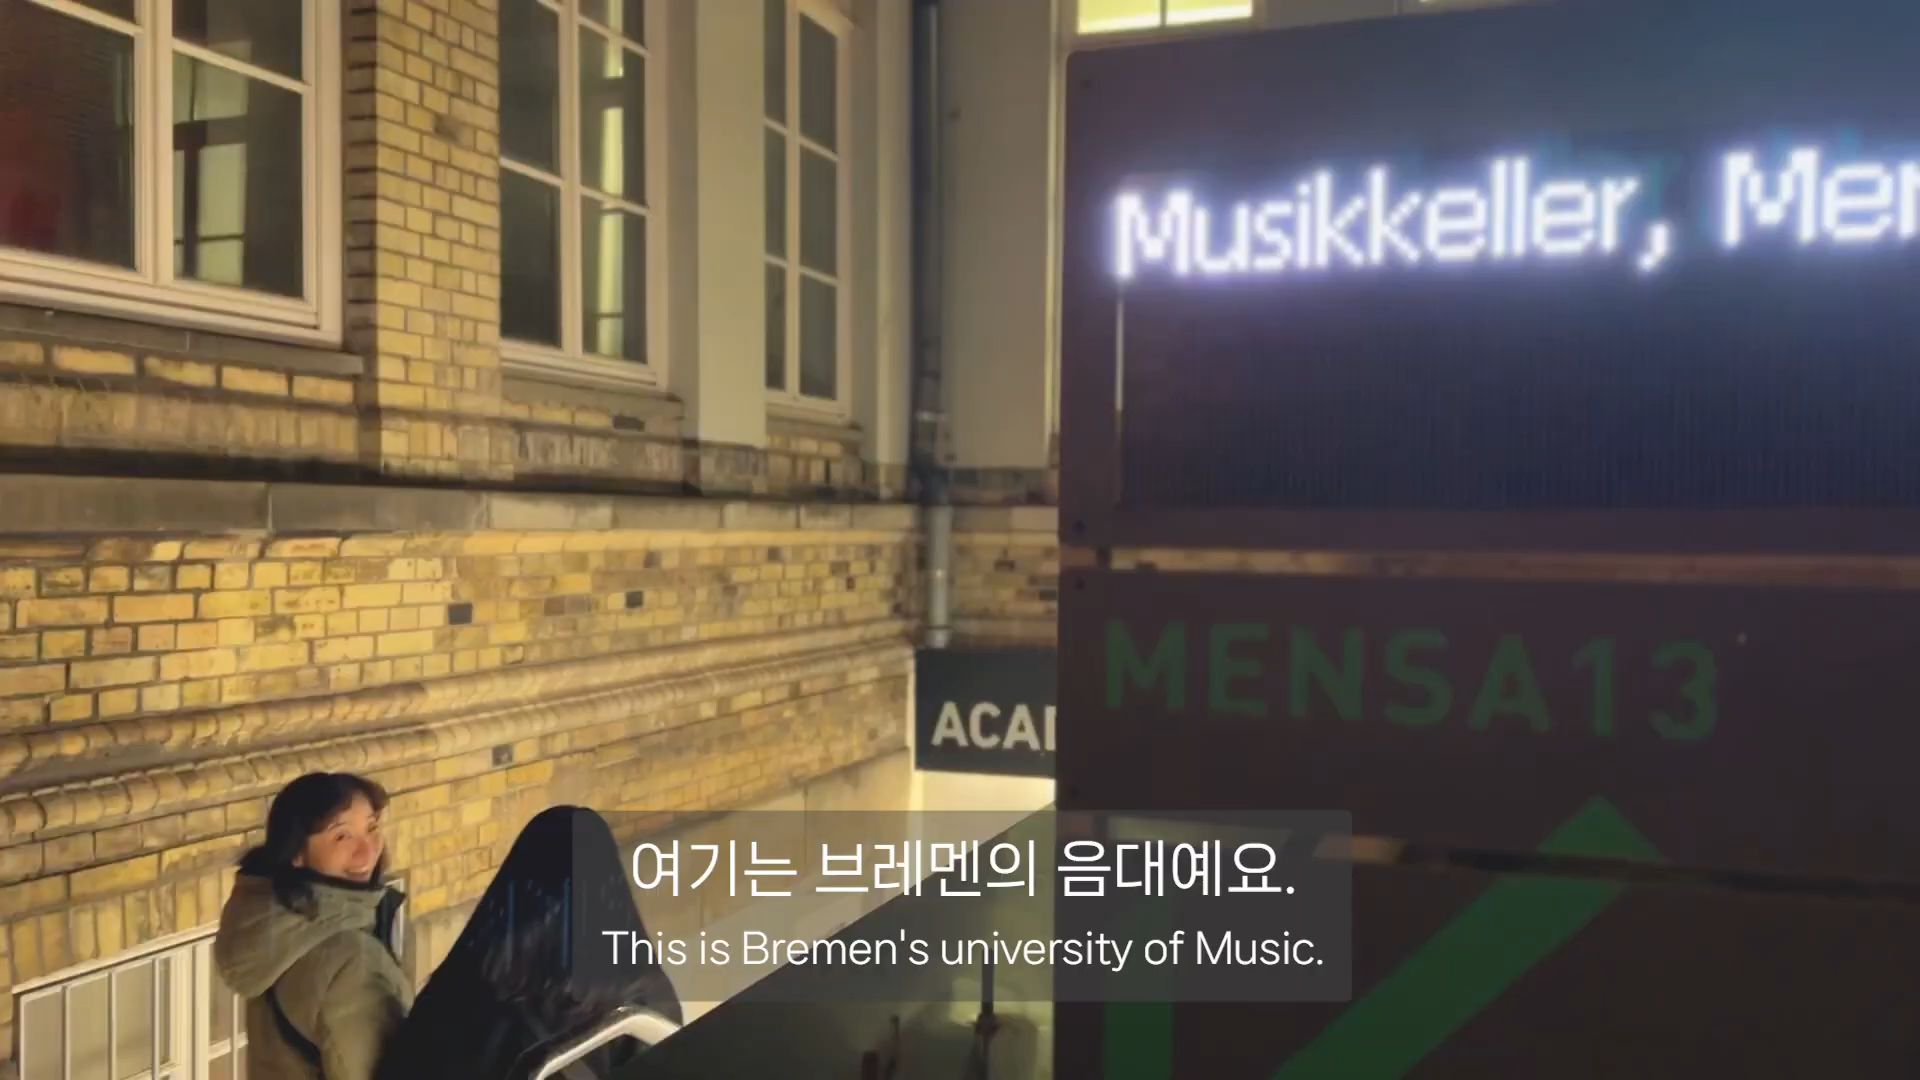 Musikkeller, Mer
MENSA13
ACA
여기는 브레멘의 음대예요.
This is Bremen's university of Music.